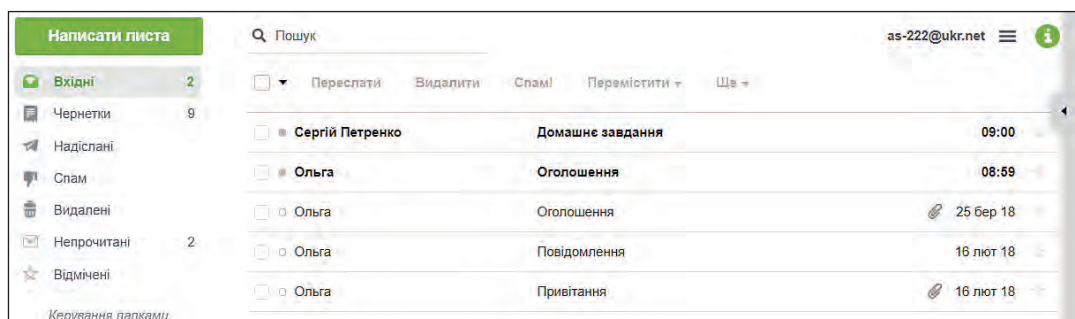 Написати листа
Пошук
as-222@ukr.net
Вхідні 2
Чернетки 9
Надіслані
Спам
Видалені
Непрочитані 2
Відмічені
Керування папками
Переслати Видалити Спам! Перемістити Ще
Сергій Петренко Домашнє завдання 09:00
Ольга Оголошення 08:59
Ольга Оголошення 25 бер 18
Ольга Повідомлення 16 лют 18
Ольга Привітання 16 лют 18